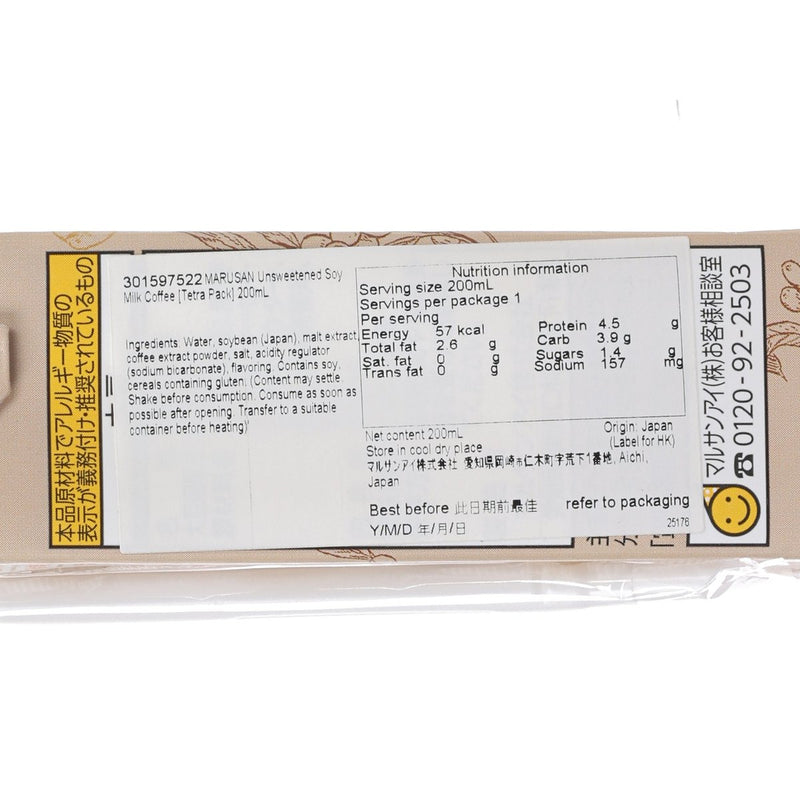 本品原材料でアレルギー物質の
表示が義務付け・推奨されているもの
301597522 MARUSAN Unsweetened Soy
Milk Coffee [Tetra Pack] 200mL
Ingredients: Water, soybean (Japan), malt extract,
coffee extract powder, salt, acidity regulator
(sodium bicarbonate), flavoring. Contains soy,
cereals containing gluten. (Content may settle.
Shake before consumption. Consume as soon as
possible after opening. Transfer to a suitable
container before heating)
Nutrition information
Serving size 200mL
Servings per package 1
Per serving
Energy 57 kcal Protein 4.5 g
Total fat 2.6 g Carb 3.9 g
Sat. fat 0 g Sugars 1.4 g
Trans fat 0 g Sodium 157 mg
Net content 200mL Origin: Japan
Store in cool dry place (Label for HK)
マルサンアイ株式会社 愛知県岡崎市仁木町字荒下1番地, Aichi,
Japan
Best before 此日期前最佳 refer to packaging
Y/M/D 年/月/日 25176
マルサンアイ(株)お客様相談室
☎0120-92-2503